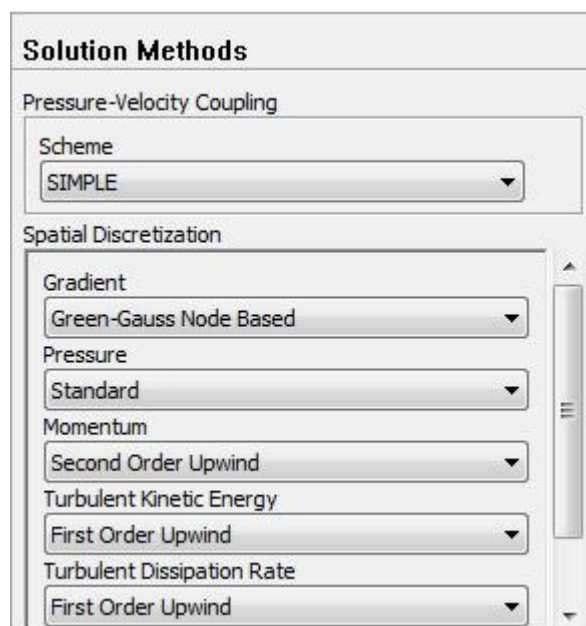 Solution Methods
Pressure-Velocity Coupling
Scheme
SIMPLE
Spatial Discretization
Gradient
Green-Gauss Node Based
Pressure
Standard
Momentum
Second Order Upwind
Turbulent Kinetic Energy
First Order Upwind
Turbulent Dissipation Rate
First Order Upwind